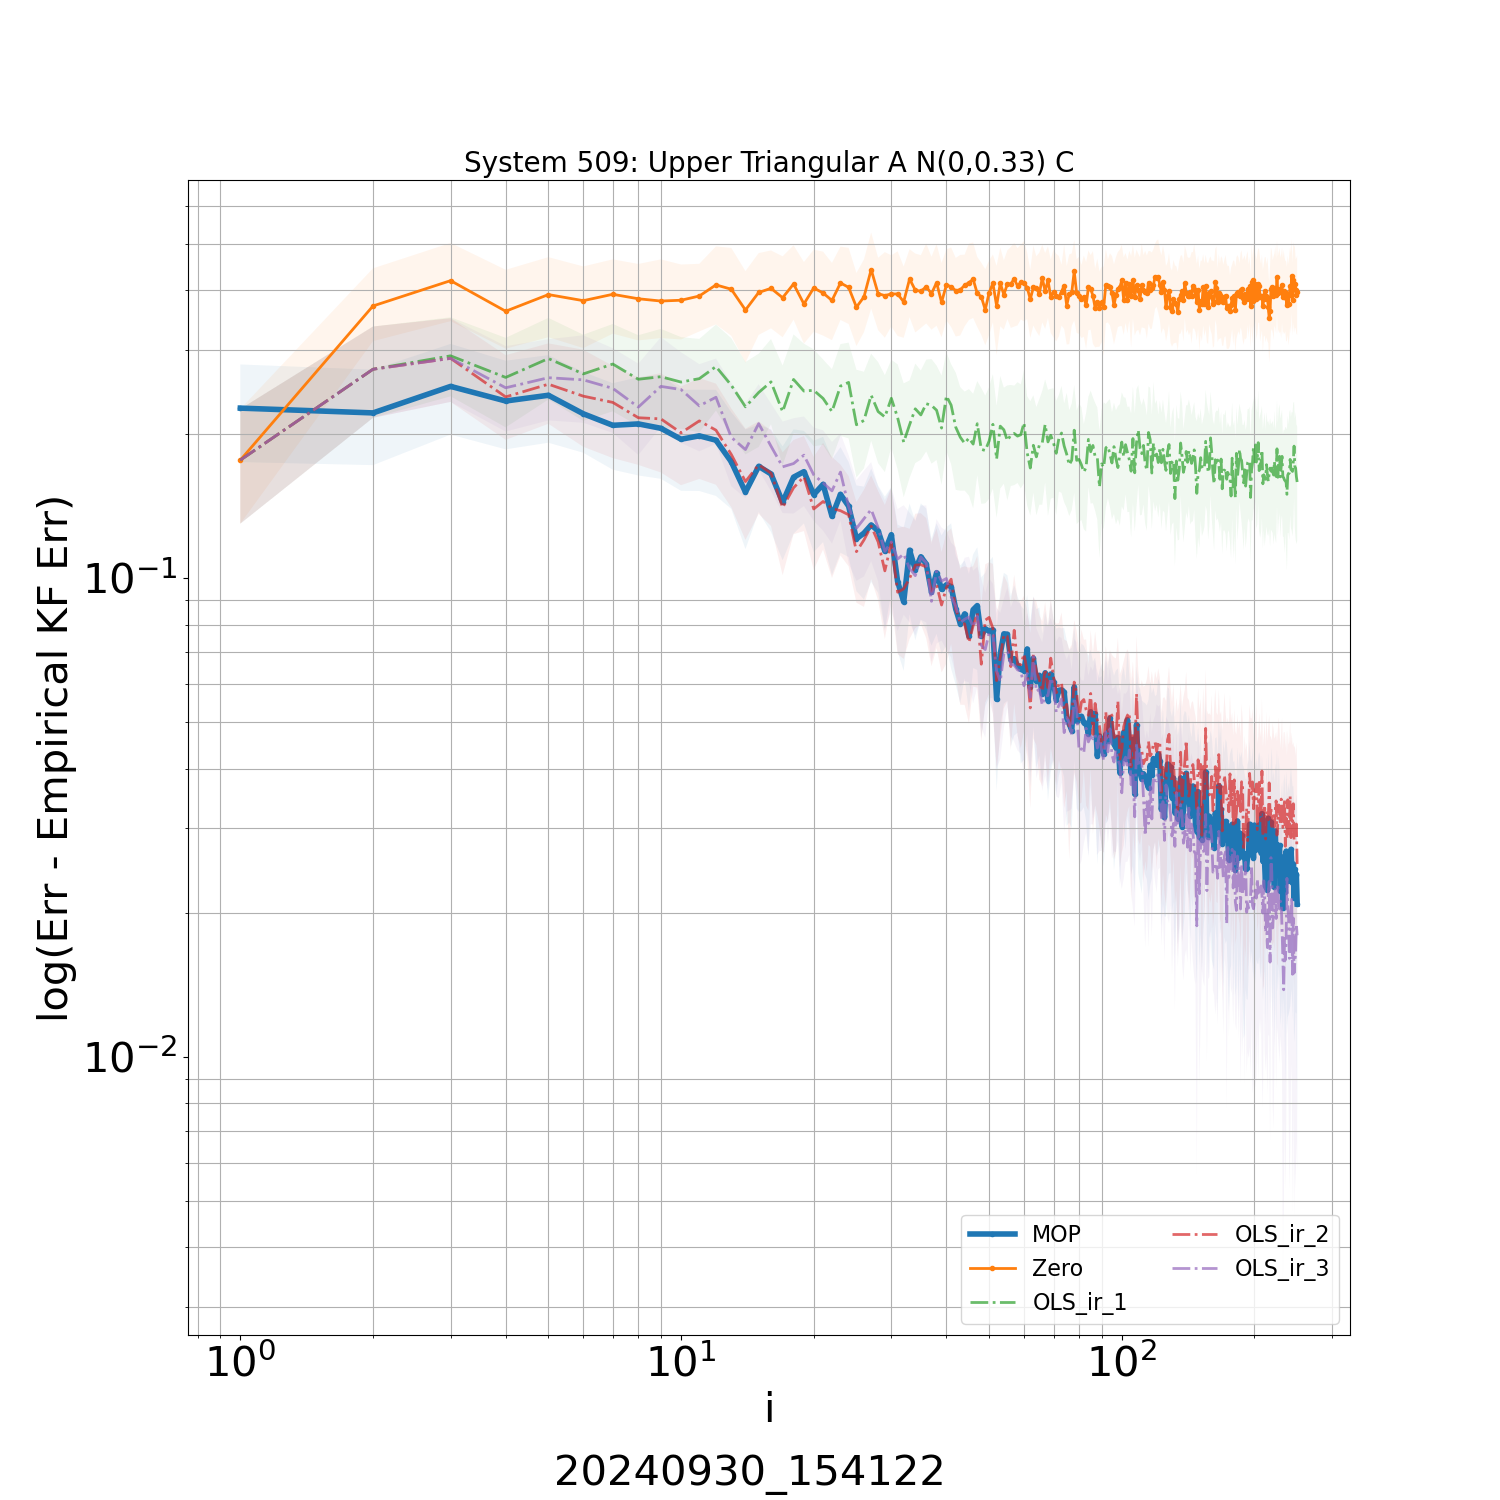 System 509: Upper Triangular A N(0,0.33) C
log(Err - Empirical KF Err)
10⁻¹
10⁻²
MOP
Zero
OLS_ir_1
OLS_ir_2
OLS_ir_3
10⁰ 10¹ 10²
i
20240930_154122